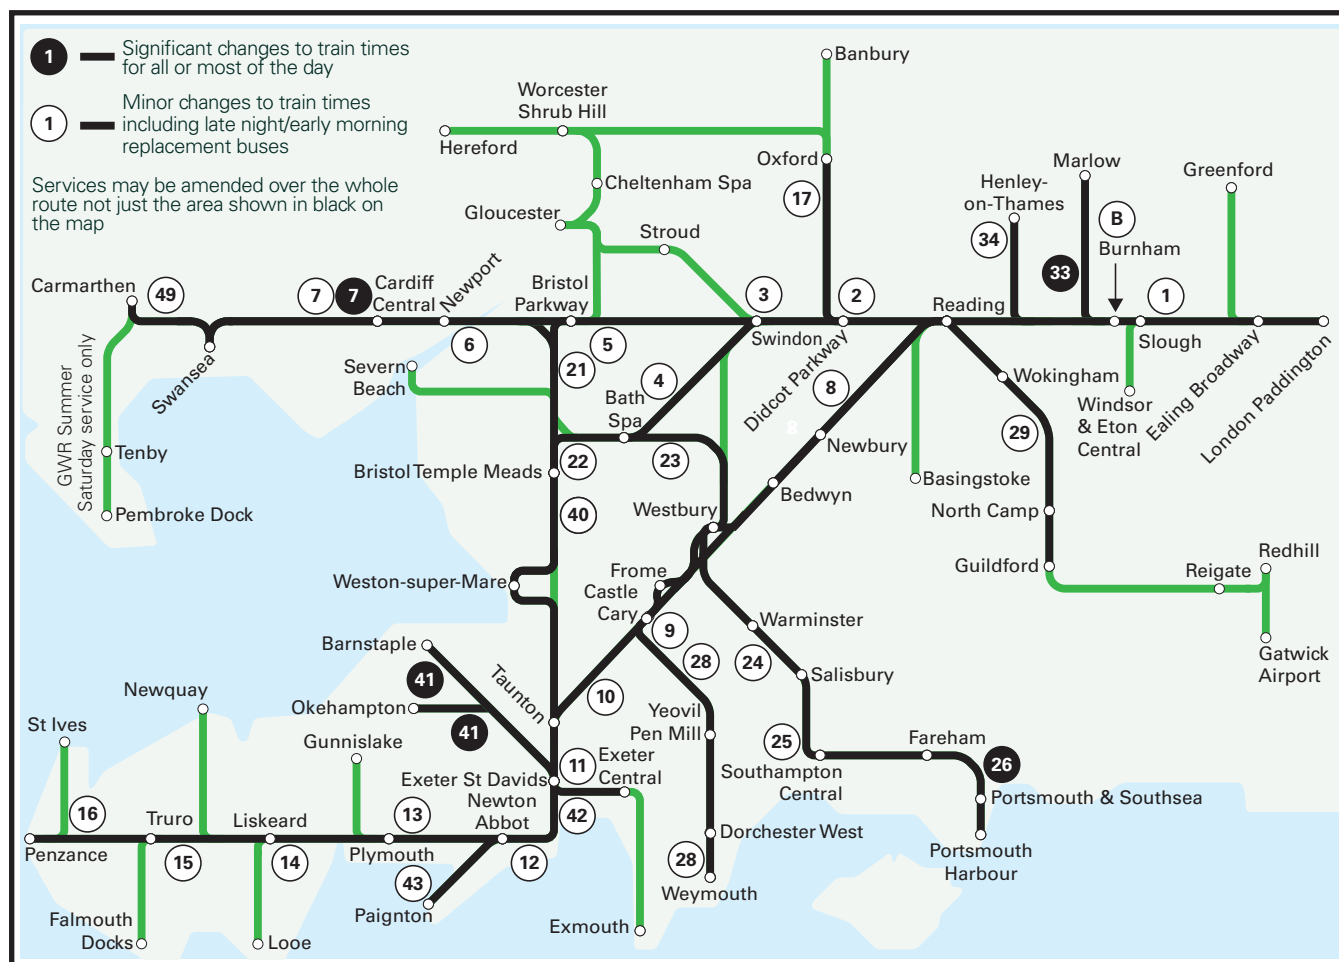 1
Significant changes to train times
for all or most of the day
1
Minor changes to train times
including late night/early morning
replacement buses
Services may be amended over the whole
route not just the area shown in black on
the map
Banbury
Worcester
Shrub Hill
Hereford
Oxford
17
Cheltenham Spa
Gloucester
Stroud
Marlow
Henley-
on-Thames
34
33
B
Burnham
Greenford
Carmarthen
49
7
7
Cardiff
Central
Newport
Bristol
Parkway
3
2
Reading
1
6
5
Swindon
Slough
Swansea
GWR Summer
Saturday service only
Severn
Beach
21
4
Bath
Spa
Didcot Parkway
8
8
Wokingham
Windsor
& Eton
Central
Ealing Broadway
London Paddington
Newbury
29
Tenby
Bristol Temple Meads
22
23
Basingstoke
Bedwyn
Pembroke Dock
40
Westbury
North Camp
Weston-super-Mare
Frome
Castle
Cary
Guildford
Reigate
Redhill
Gatwick
Airport
9
Warminster
Barnstaple
28
24
Salisbury
41
Taunton
10
Newquay
Okehampton
41
Yeovil
Pen Mill
St Ives
Gunnislake
25
Fareham
26
11
Exeter
Central
Southampton
Central
Exeter St Davids
Portsmouth & Southsea
Newton
Abbot
42
16
Truro
Liskeard
13
Dorchester West
Penzance
15
14
Plymouth
12
Portsmouth
Harbour
43
28
Weymouth
Paignton
Falmouth
Docks
Looe
Exmouth